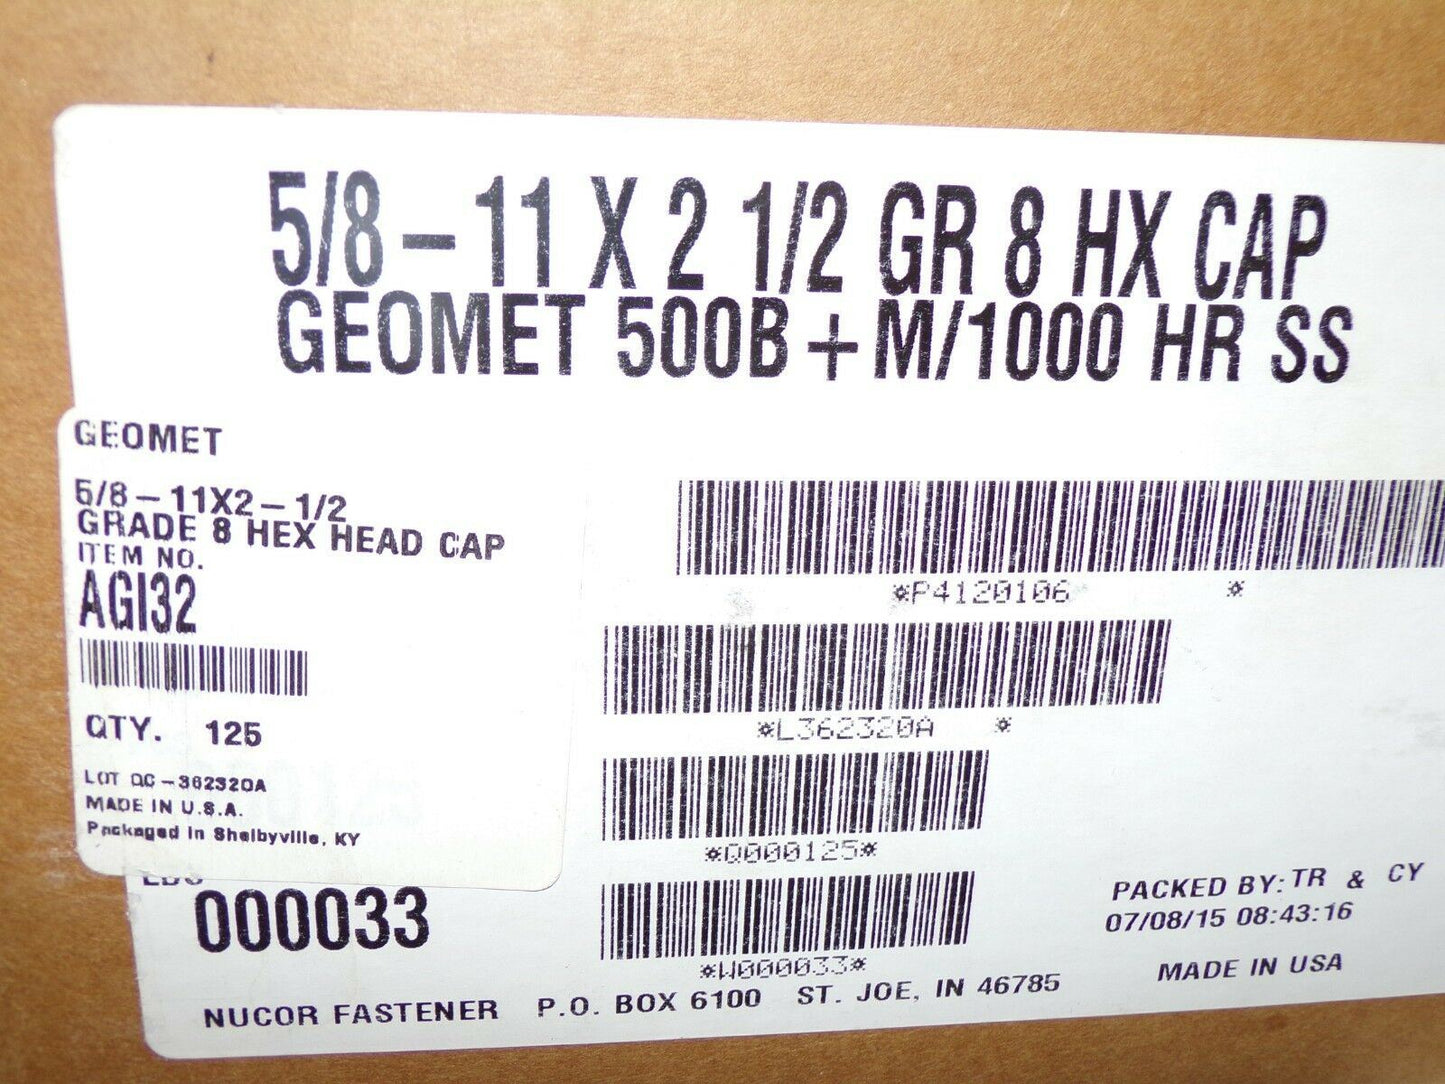 5/8-11 X 2 1/2 GR 8 HX CAP
GEOMET 500B + M/1000 HR SS
GEOMET
5/8-11X2-1/2
GRADE 8 HEX HEAD CAP
ITEM NO.
AGI32
QTY. 125
LOT QC-362320A
MADE IN U.S.A.
Packaged in Shelbyville, KY
*P4120106 *
*L362320A *
*Q000125*
*W000033*
LBS
000033
PACKED BY: TR & CY
07/08/15 08:43:16
MADE IN USA
NUCOR FASTENER P.O. BOX 6100 ST. JOE, IN 46785